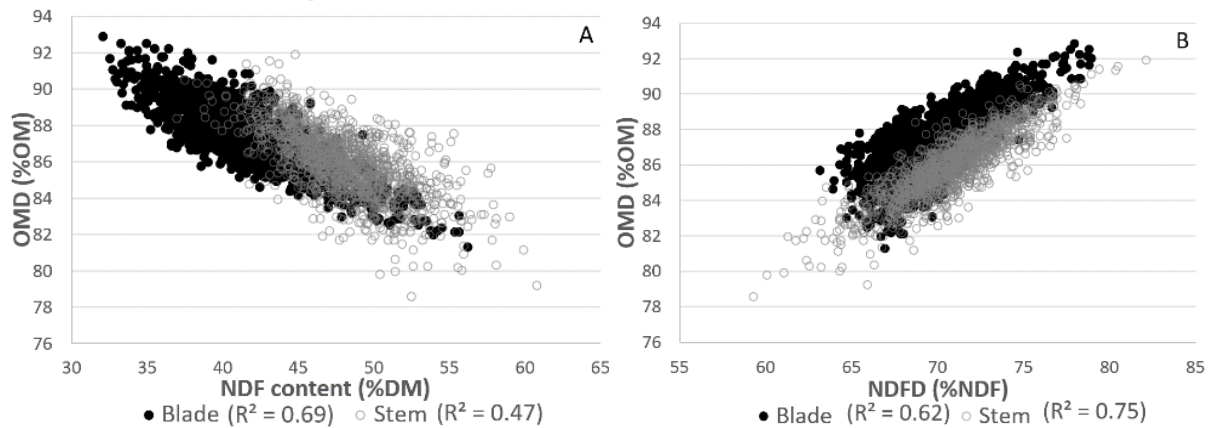 94
92
90
88
86
84
82
80
78
76
OMD (%OM)
A
30 35 40 45 50 55 60 65
NDF content (%DM)
● Blade (R² = 0.69) ○ Stem (R² = 0.47)
94
92
90
88
86
84
82
80
78
76
OMD (%OM)
B
55 60 65 70 75 80 85
NDFD (%NDF)
● Blade (R² = 0.62) ○ Stem (R² = 0.75)